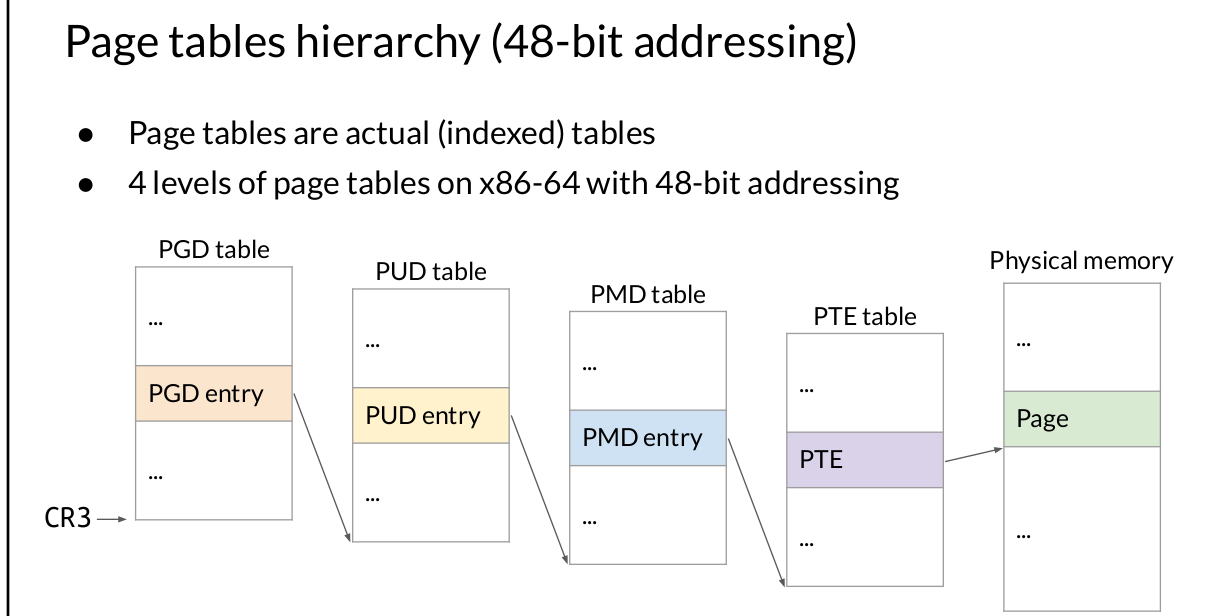 Page tables hierarchy (48-bit addressing)
● Page tables are actual (indexed) tables
● 4 levels of page tables on x86-64 with 48-bit addressing
PGD table
...
PGD entry
...
CR3
PUD table
...
PUD entry
...
PMD table
...
PMD entry
...
PTE table
...
PTE
...
Physical memory
...
Page
...